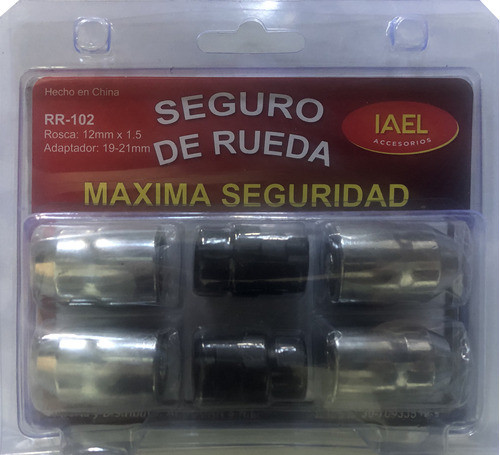 Hecho en China
RR-102
Rosca: 12mm x 1.5
Adaptador: 19-21mm
SEGURO
DE RUEDA
IAEL
ACCESORIOS
MAXIMA SEGURIDAD